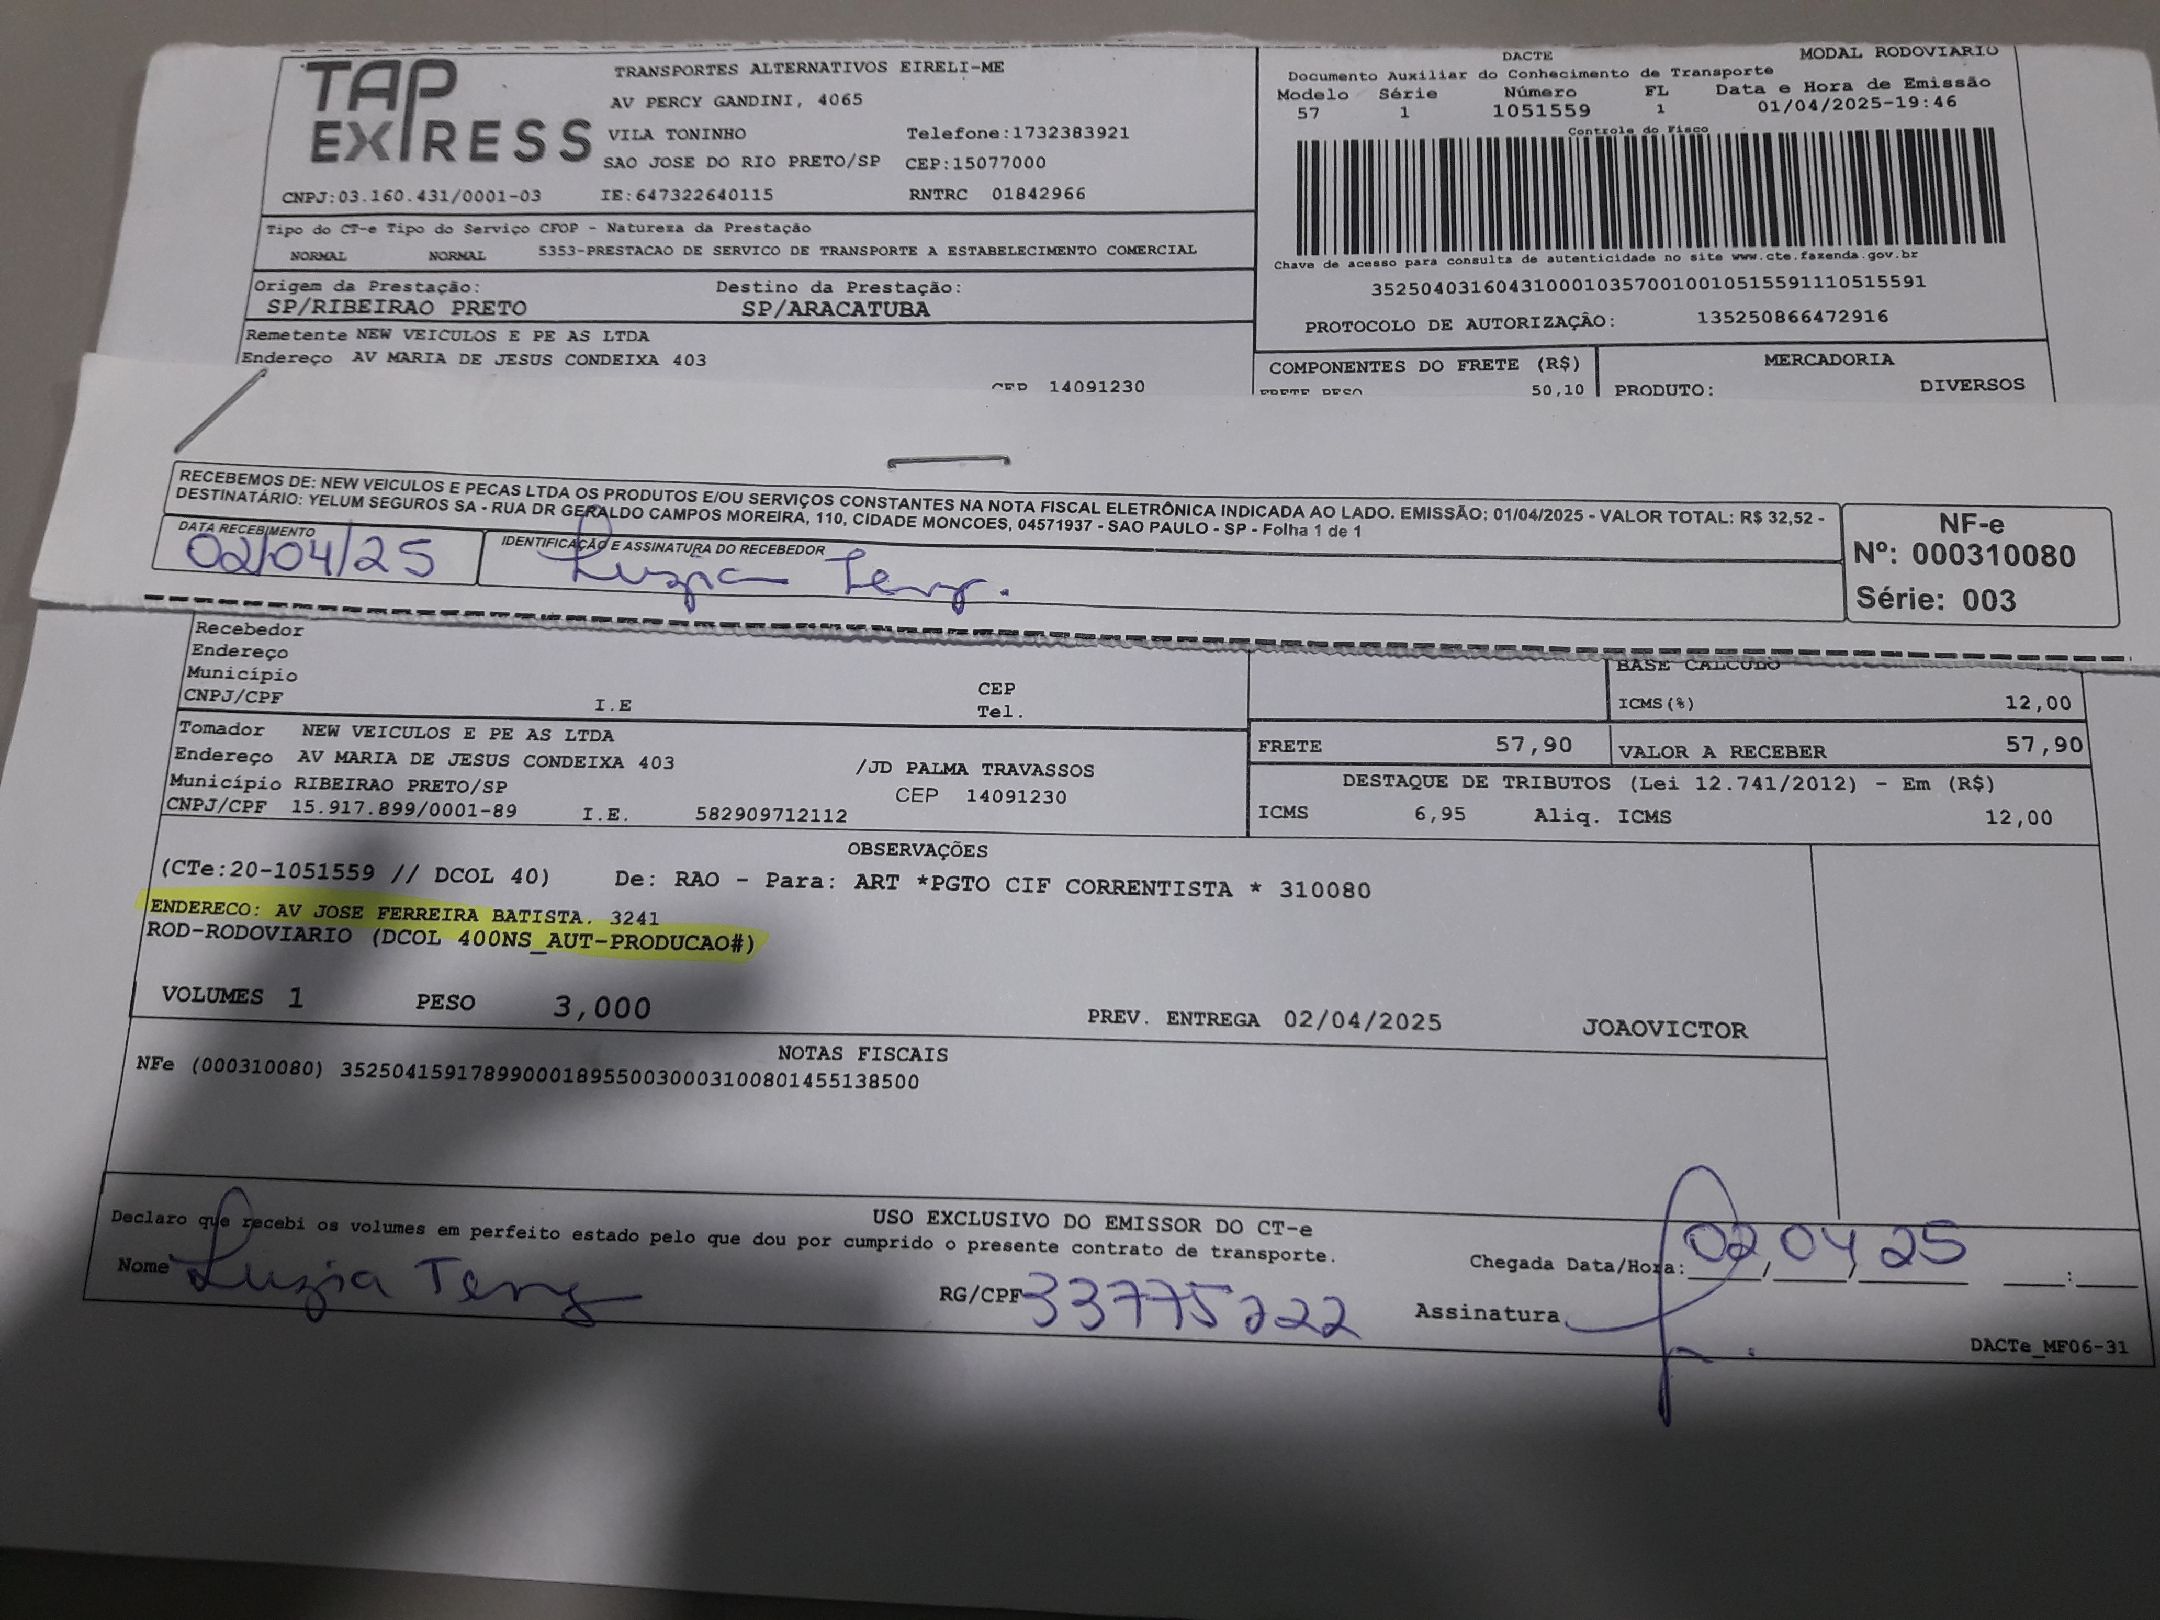 TAP EXPRESS
TRANSPORTES ALTERNATIVOS EIRELI-ME
AV PERCY GANDINI, 4065
VILA TONINHO Telefone:1732383921
SAO JOSE DO RIO PRETO/SP CEP:15077000
CNPJ:03.160.431/0001-03 IE:647322640115 RNTRC 01842966
DACTE MODAL RODOVIARIO
Documento Auxiliar do Conhecimento de Transporte
Modelo Série Número FL Data e Hora de Emissão
57 1 1051559 1 01/04/2025-19:46
Controle do Fisco
Chave de acesso para consulta de autenticidade no site www.cte.fazenda.gov.br
35250403160431000103570010010515591110515591
PROTOCOLO DE AUTORIZAÇÃO: 135250866472916
Tipo do CT-e Tipo do Serviço CFOP - Natureza da Prestação
NORMAL NORMAL 5353-PRESTACAO DE SERVICO DE TRANSPORTE A ESTABELECIMENTO COMERCIAL
Origem da Prestação: Destino da Prestação:
SP/RIBEIRAO PRETO SP/ARACATUBA
Remetente NEW VEICULOS E PE AS LTDA
Endereço AV MARIA DE JESUS CONDEIXA 403
CEP 14091230
COMPONENTES DO FRETE (R$) MERCADORIA
FRETE PESO 50,10 PRODUTO: DIVERSOS
RECEBEMOS DE: NEW VEICULOS E PECAS LTDA OS PRODUTOS E/OU SERVIÇOS CONSTANTES NA NOTA FISCAL ELETRÔNICA INDICADA AO LADO. EMISSÃO: 01/04/2025 - VALOR TOTAL: R$ 32,52 -
DESTINATÁRIO: YELUM SEGUROS SA - RUA DR GERALDO CAMPOS MOREIRA, 110, CIDADE MONCOES, 04571937 - SAO PAULO - SP - Folha 1 de 1
DATA RECEBIMENTO IDENTIFICAÇÃO E ASSINATURA DO RECEBEDOR
02/04/25 Luzia
NF-e
Nº: 000310080
Série: 003
Recebedor
Endereço
Município CEP
CNPJ/CPF I.E Tel.
BASE CALCULO
ICMS(%) 12,00
Tomador NEW VEICULOS E PE AS LTDA
Endereço AV MARIA DE JESUS CONDEIXA 403 /JD PALMA TRAVASSOS
Município RIBEIRAO PRETO/SP CEP 14091230
CNPJ/CPF 15.917.899/0001-89 I.E. 582909712112
FRETE 57,90 VALOR A RECEBER 57,90
DESTAQUE DE TRIBUTOS (Lei 12.741/2012) - Em (R$)
ICMS 6,95 Aliq. ICMS 12,00
OBSERVAÇÕES
(CTe:20-1051559 // DCOL 40) De: RAO - Para: ART *PGTO CIF CORRENTISTA * 310080
ENDERECO: AV JOSE FERREIRA BATISTA. 3241
ROD-RODOVIARIO (DCOL 400NS_AUT-PRODUCAO#)
VOLUMES 1 PESO 3,000 PREV. ENTREGA 02/04/2025 JOAOVICTOR
NOTAS FISCAIS
NFe (000310080) 35250415917899000189550030003100801455138500
USO EXCLUSIVO DO EMISSOR DO CT-e
Declaro que recebi os volumes em perfeito estado pelo que dou por cumprido o presente contrato de transporte.
Nome Luzia RG/CPF 33775222 Chegada Data/Hora: 02/04/25 __:__
Assinatura
DACTe_MF06-31